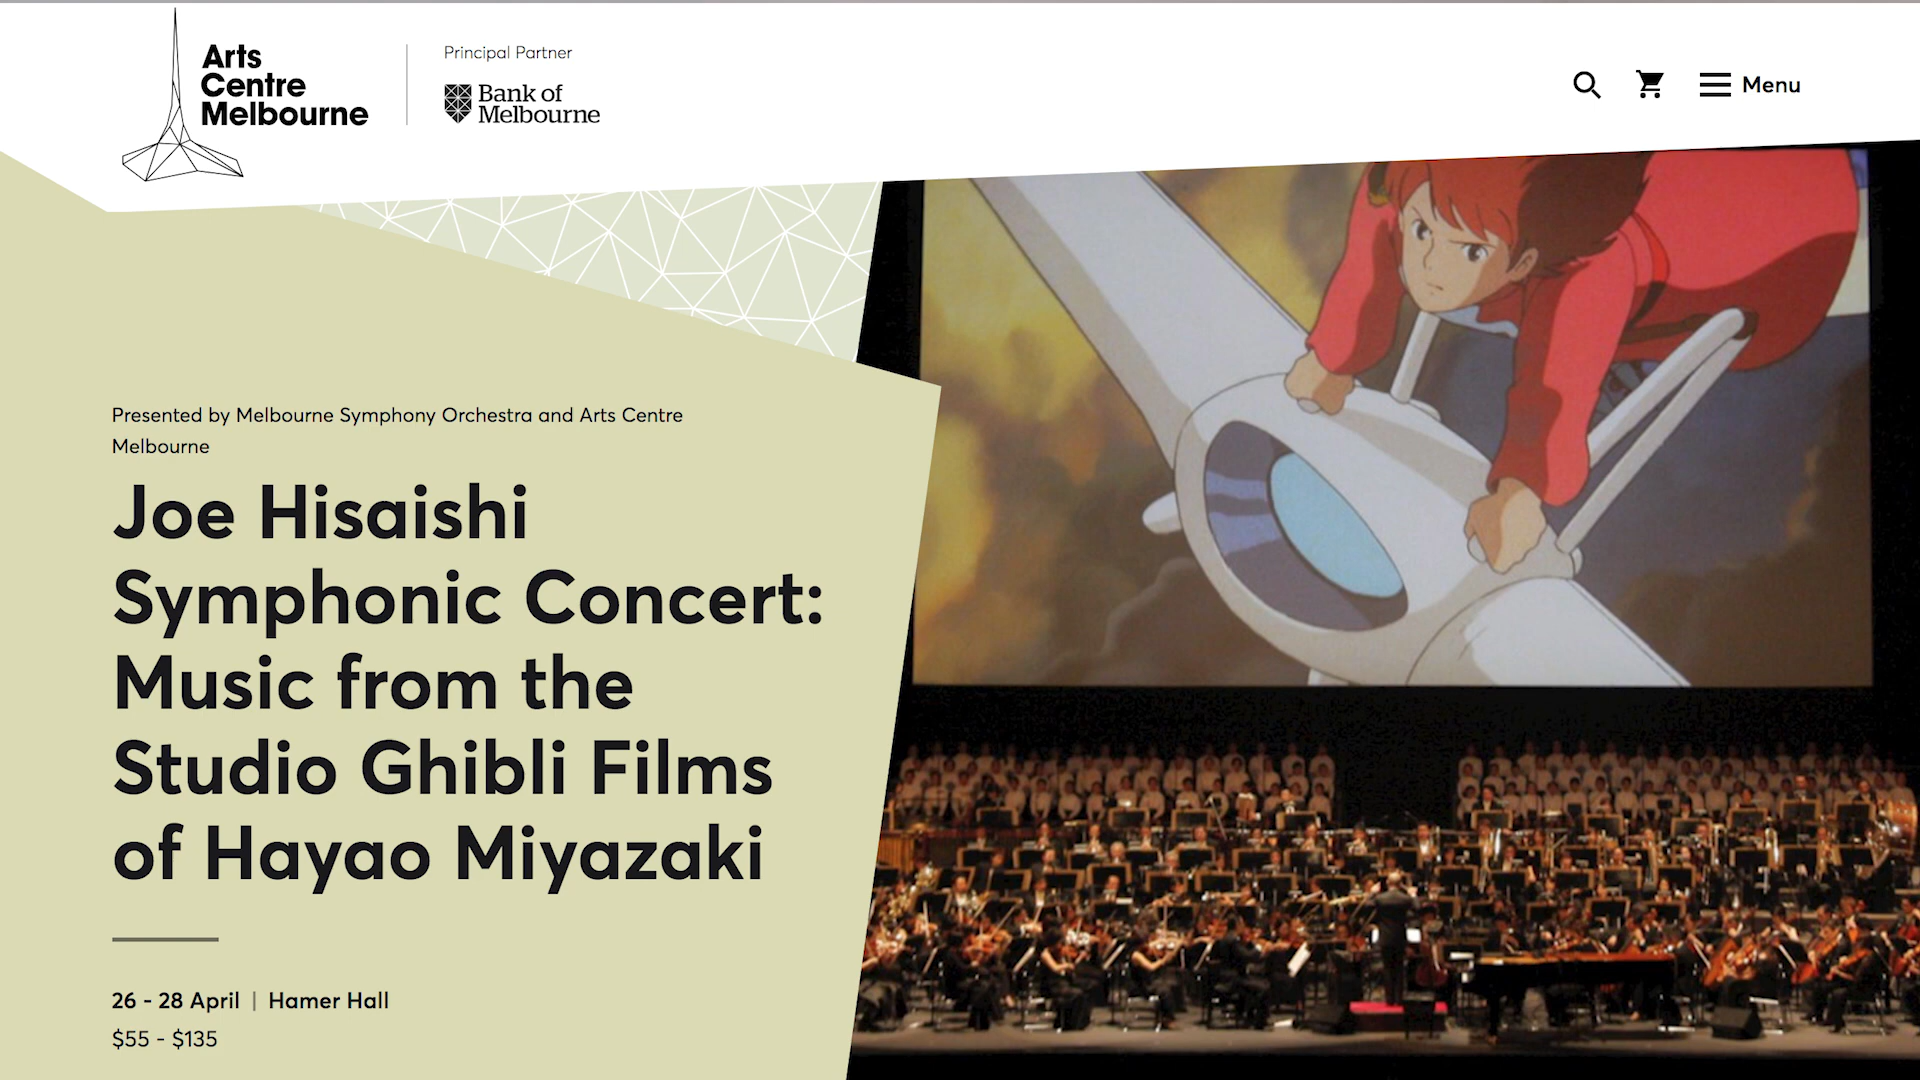 Arts
Centre
Melbourne
Principal Partner
Bank of
Melbourne
Menu
Presented by Melbourne Symphony Orchestra and Arts Centre
Melbourne
Joe Hisaishi
Symphonic Concert:
Music from the
Studio Ghibli Films
of Hayao Miyazaki
26 - 28 April | Hamer Hall
$55 - $135